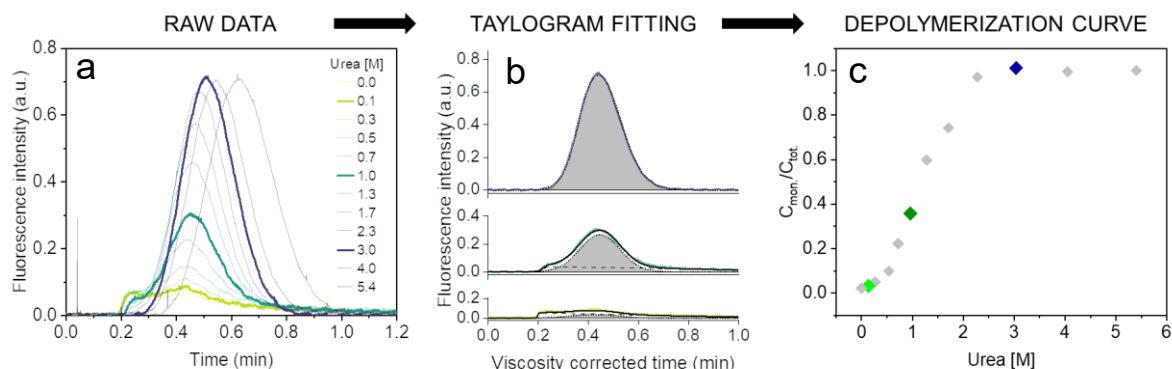 RAW DATA
TAYLOGRAM FITTING
DEPOLYMERIZATION CURVE
a
Fluorescence intensity (a.u.)
0.8
0.6
0.4
0.2
0.0
Urea [M]
0.0
0.1
0.3
0.5
0.7
1.0
1.3
1.7
2.3
3.0
4.0
5.4
0.0 0.2 0.4 0.6 0.8 1.0 1.2
Time (min)
b
Fluorescence intensity (a.u.)
0.8
0.6
0.4
0.2
0.0
0.4
0.2
0.0
0.2
0.0
0.0 0.2 0.4 0.6 0.8 1.0
Viscosity corrected time (min)
c
Cmon./Ctot.
1.0
0.8
0.6
0.4
0.2
0.0
0 1 2 3 4 5 6
Urea [M]